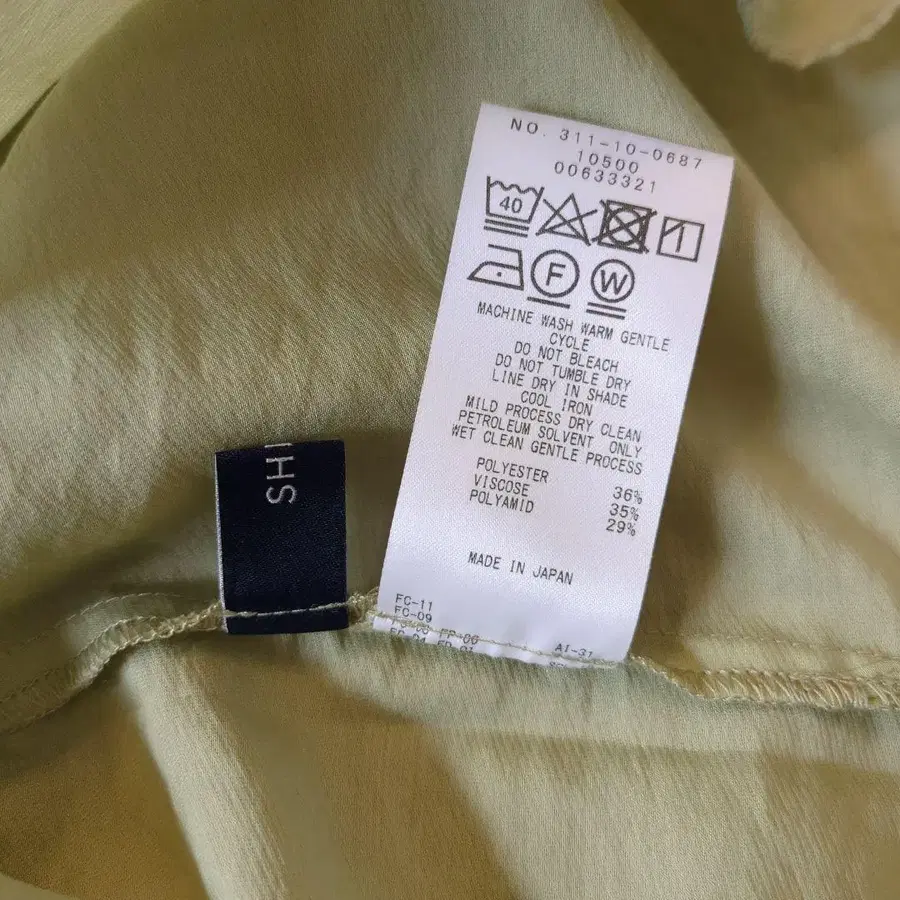 NO. 311-10-0687
10500
00633321
40
F W
MACHINE WASH WARM GENTLE
CYCLE
DO NOT BLEACH
DO NOT TUMBLE DRY
LINE DRY IN SHADE
COOL IRON
MILD PROCESS DRY CLEAN
PETROLEUM SOLVENT ONLY
WET CLEAN GENTLE PROCESS
POLYESTER 36%
VISCOSE 35%
POLYAMID 29%
MADE IN JAPAN
FC-11
FC-09
FP-06 AI-31
SH